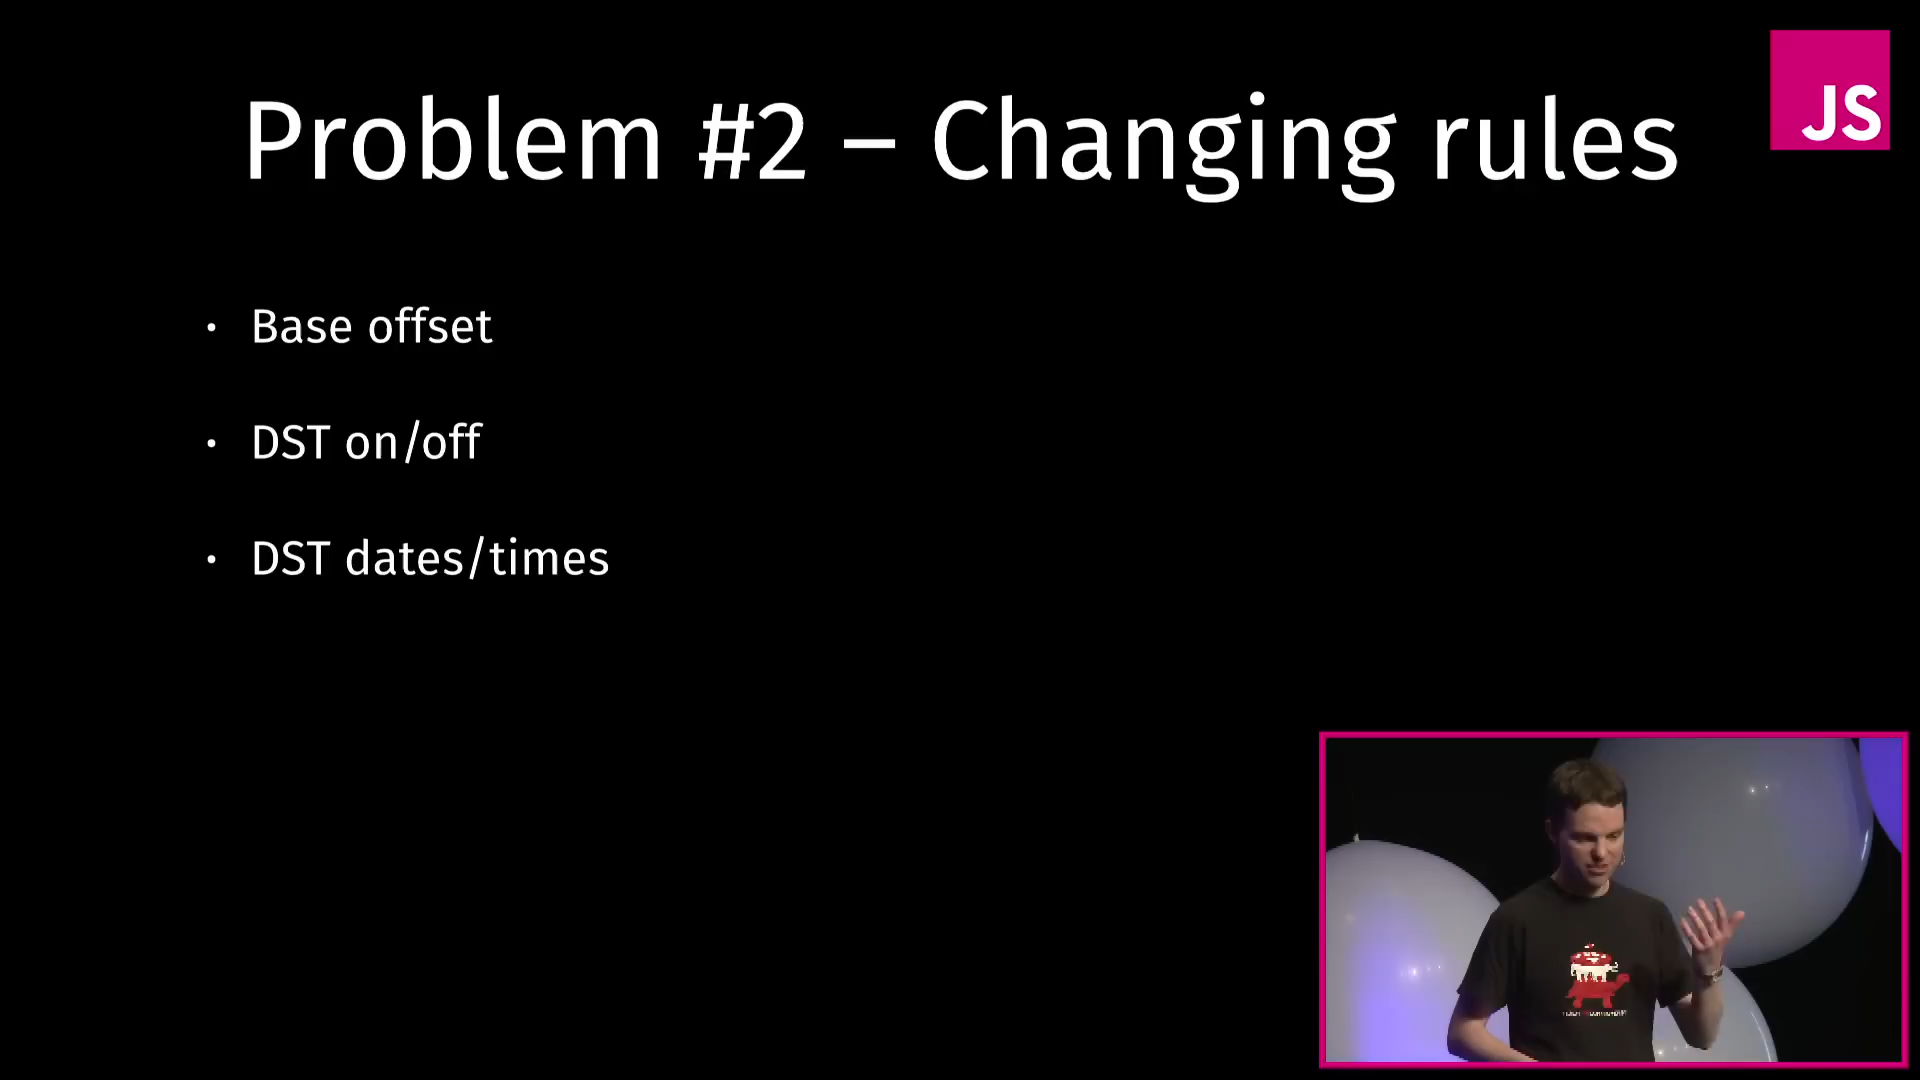 Problem #2 – Changing rules
JS
• Base offset
• DST on/off
• DST dates/times